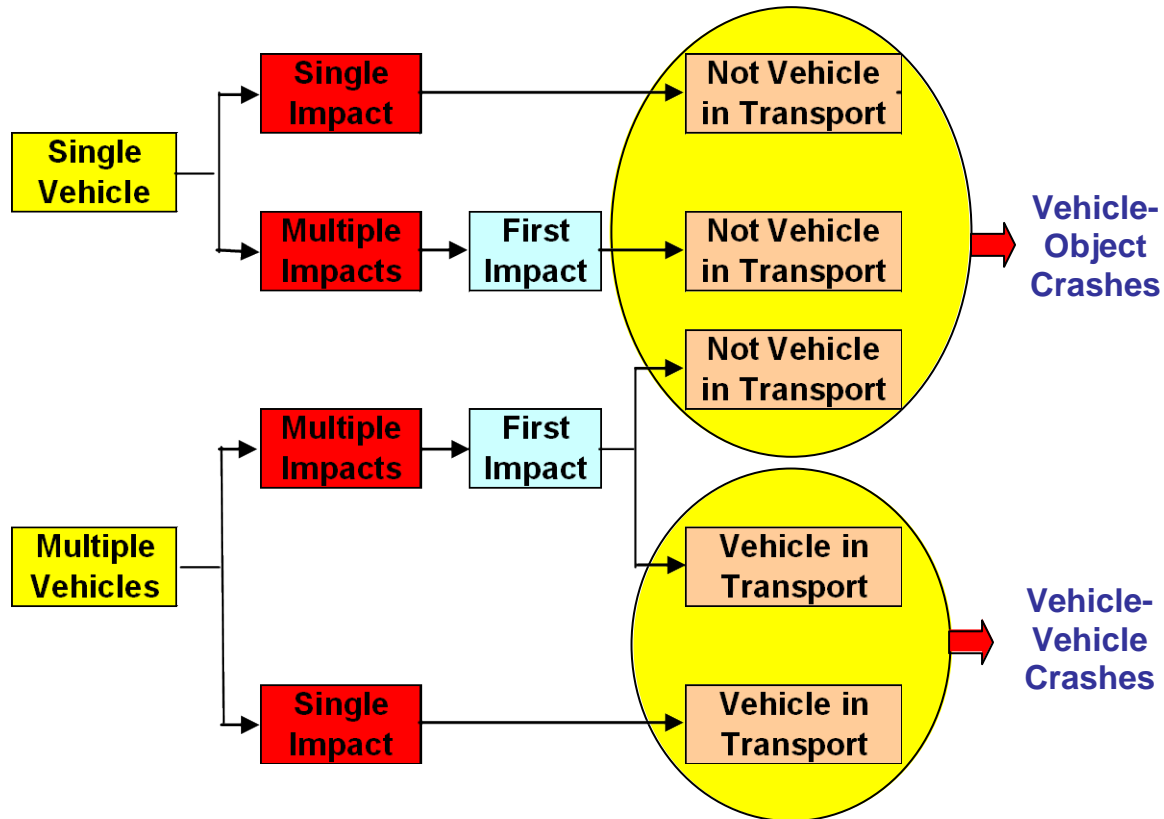 Single
Impact
Not Vehicle
in Transport
Single
Vehicle
Multiple
Impacts
First
Impact
Not Vehicle
in Transport
Vehicle-
Object
Crashes
Not Vehicle
in Transport
Multiple
Impacts
First
Impact
Multiple
Vehicles
Vehicle in
Transport
Vehicle-
Vehicle
Crashes
Single
Impact
Vehicle in
Transport